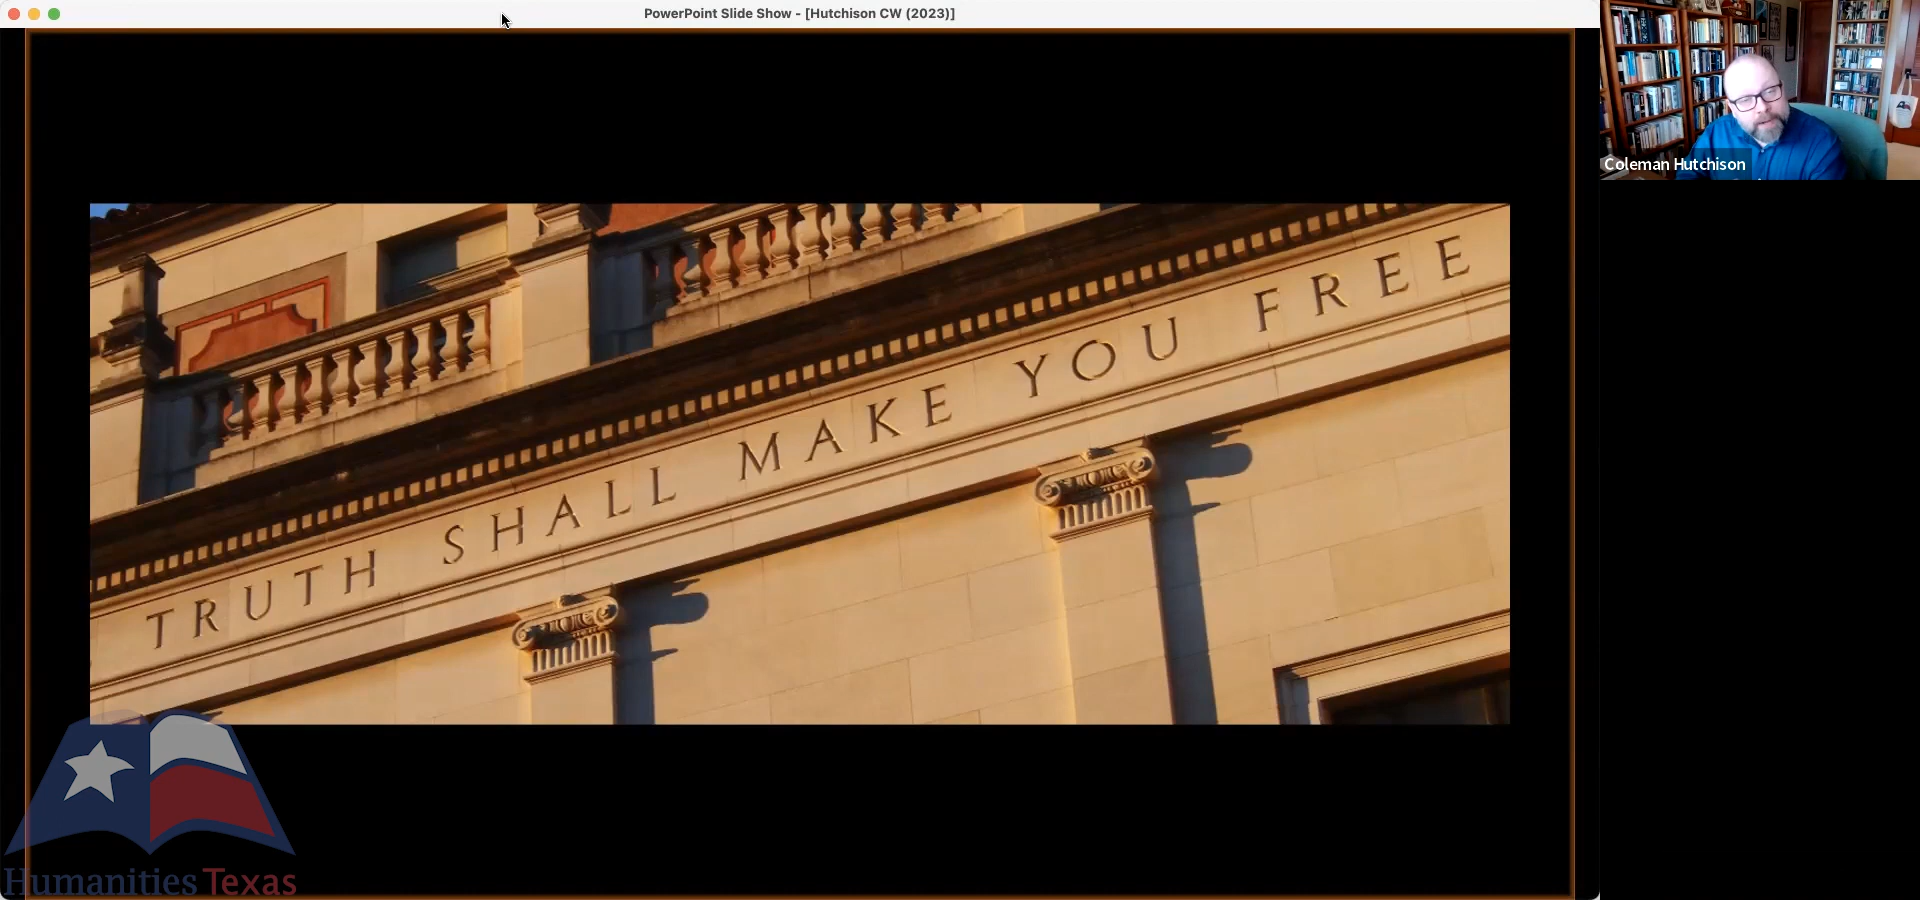 PowerPoint Slide Show - [Hutchison CW (2023)]
Coleman Hutchison
TRUTH SHALL MAKE YOU FREE
Humanities Texas